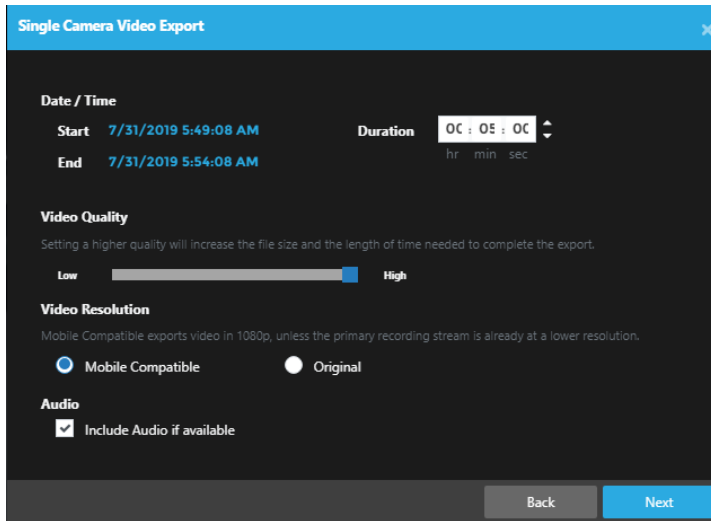 Single Camera Video Export
Date / Time
Start 7/31/2019 5:49:08 AM Duration 00 : 05 : 00
hr min sec
End 7/31/2019 5:54:08 AM
Video Quality
Setting a higher quality will increase the file size and the length of time needed to complete the export.
Low High
Video Resolution
Mobile Compatible exports video in 1080p, unless the primary recording stream is already at a lower resolution.
Mobile Compatible Original
Audio
Include Audio if available
Back Next